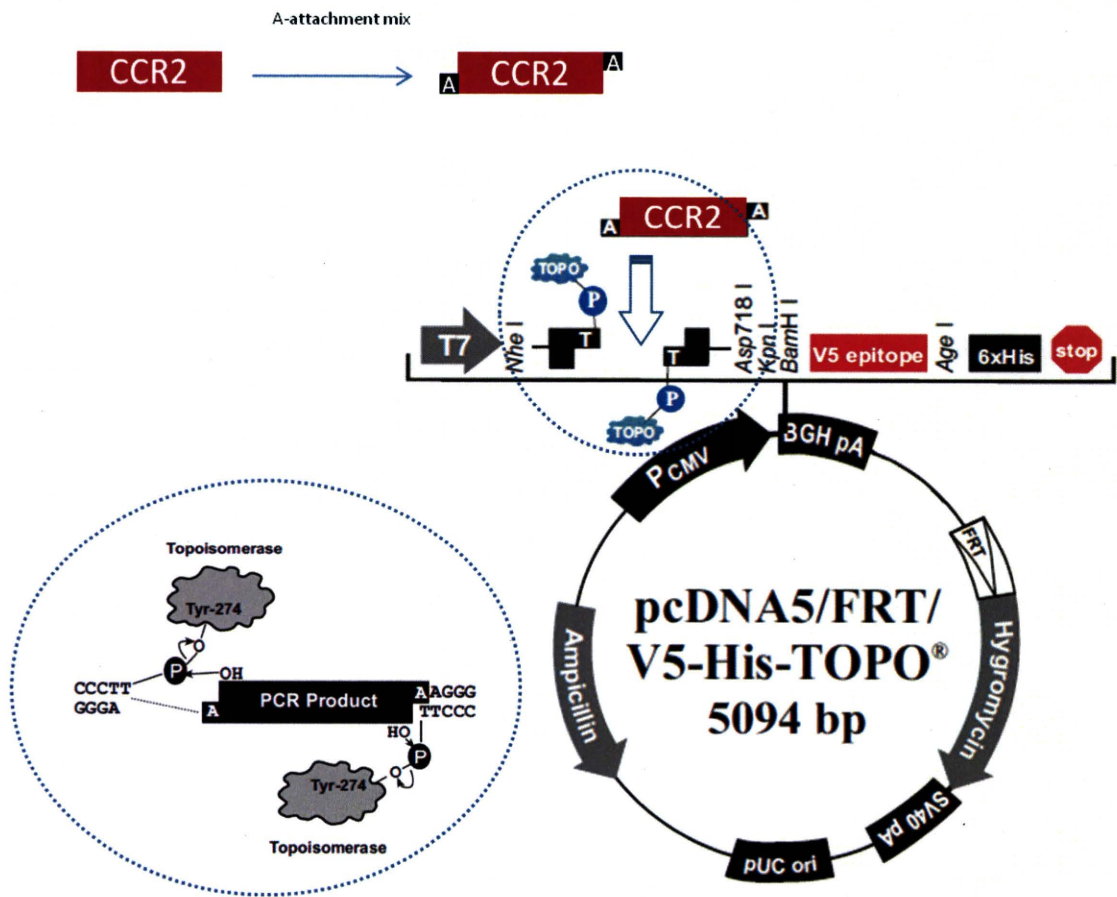 A-attachment mix
CCR2
A CCR2 A
A CCR2 A
TOPO
P
T7
Nhe I
T
T
Asp718 I
Kpn I
BamH I
V5 epitope
Age I
6xHis
stop
P
TOPO
PCMV
BGH pA
FRT
Hygromycin
SV40 pA
pUC ori
Ampicillin
pcDNA5/FRT/
V5-His-TOPO®
5094 bp
Topoisomerase
Tyr-274
O
P
OH
CCCTT
GGGA
A PCR Product A AGGG
TTCCC
HO
P
O
Tyr-274
Topoisomerase